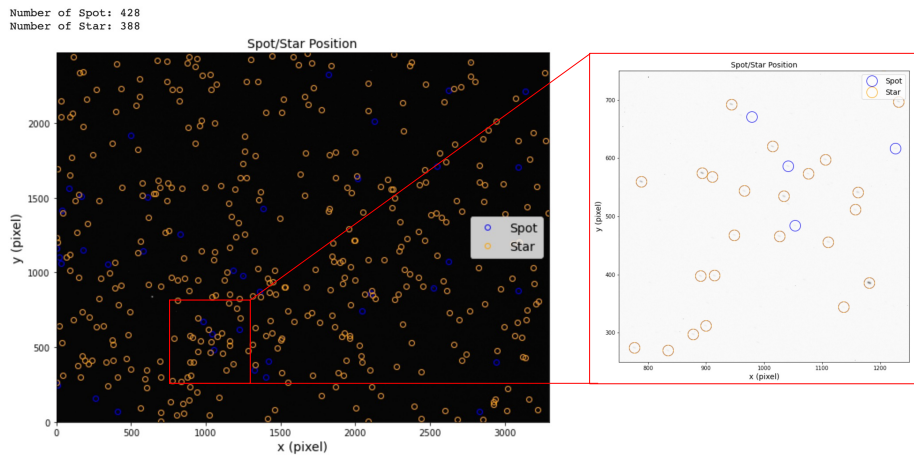 Number of Spot: 428
Number of Star: 388
Spot/Star Position
2000
1500
1000
500
0
y (pixel)
0 500 1000 1500 2000 2500 3000
x (pixel)
Spot
Star
Spot/Star Position
700
600
500
400
300
y (pixel)
800 900 1000 1100 1200
x (pixel)
Spot
Star